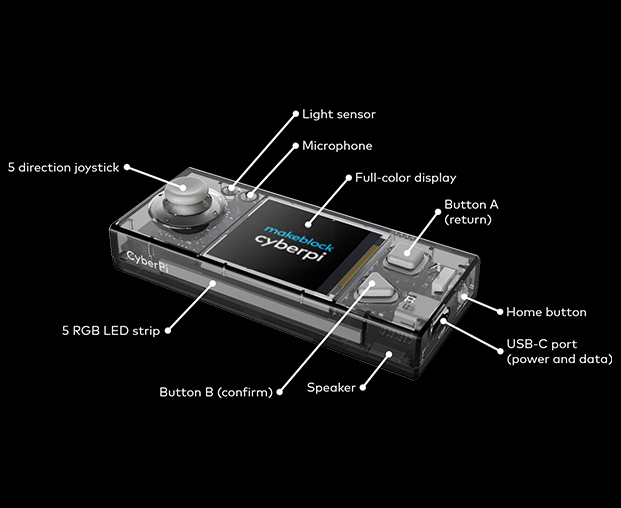 Light sensor
Microphone
5 direction joystick
Full-color display
Button A
(return)
makeblock
cyberpi
CyberPi
A
B
Home button
5 RGB LED strip
USB-C port
(power and data)
Button B (confirm)
Speaker